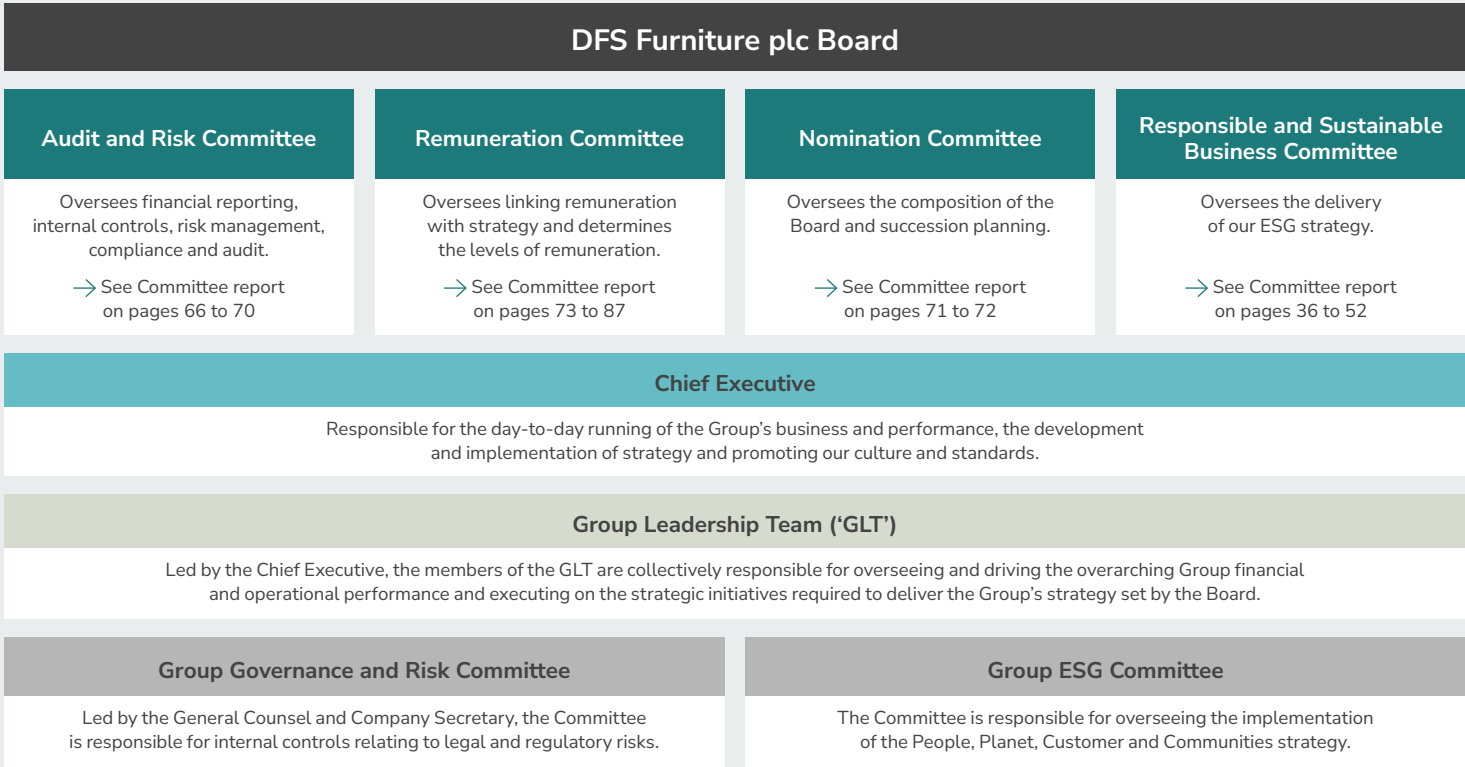 DFS Furniture plc Board
Audit and Risk Committee
Oversees financial reporting,
internal controls, risk management,
compliance and audit.
See Committee report
on pages 66 to 70
Remuneration Committee
Oversees linking remuneration
with strategy and determines
the levels of remuneration.
See Committee report
on pages 73 to 87
Nomination Committee
Oversees the composition of the
Board and succession planning.
See Committee report
on pages 71 to 72
Responsible and Sustainable
Business Committee
Oversees the delivery
of our ESG strategy.
See Committee report
on pages 36 to 52
Chief Executive
Responsible for the day-to-day running of the Group's business and performance, the development
and implementation of strategy and promoting our culture and standards.
Group Leadership Team (‘GLT’)
Led by the Chief Executive, the members of the GLT are collectively responsible for overseeing and driving the overarching Group financial
and operational performance and executing on the strategic initiatives required to deliver the Group's strategy set by the Board.
Group Governance and Risk Committee
Led by the General Counsel and Company Secretary, the Committee
is responsible for internal controls relating to legal and regulatory risks.
Group ESG Committee
The Committee is responsible for overseeing the implementation
of the People, Planet, Customer and Communities strategy.